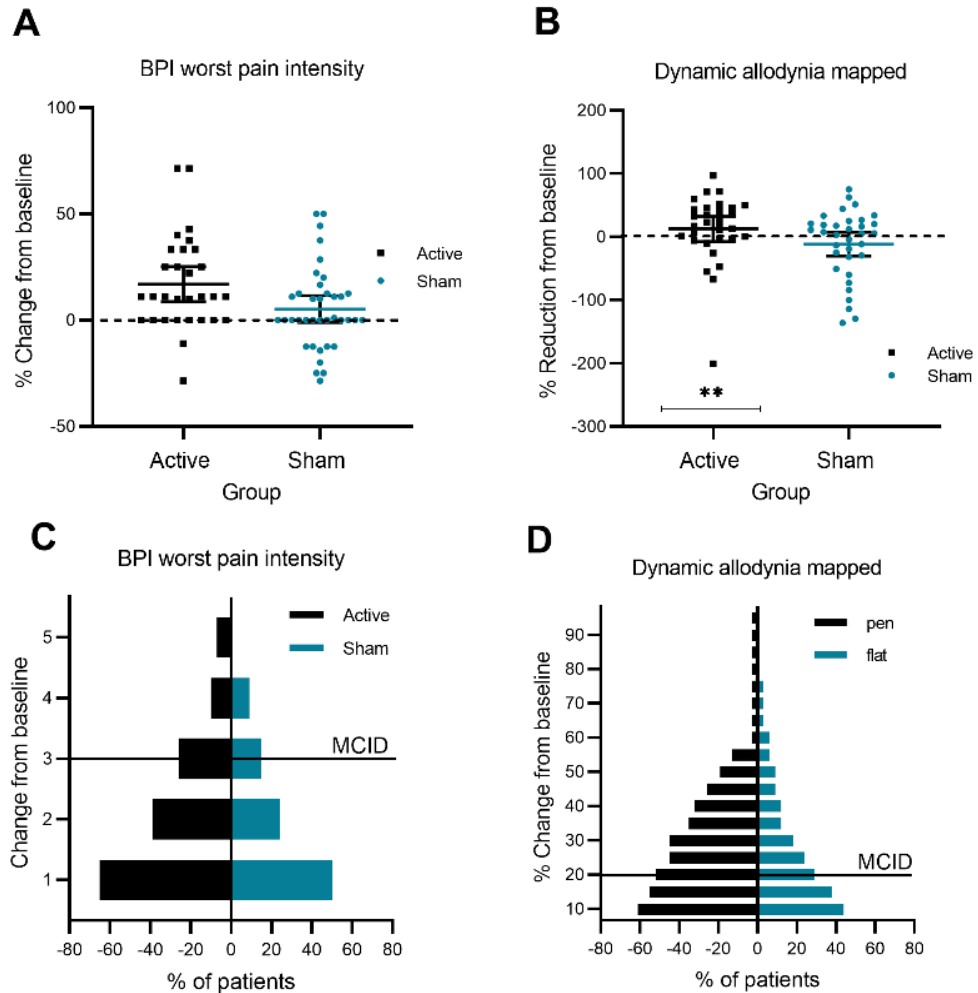 A
BPI worst pain intensity
% Change from baseline
100
50
0
-50
Active
Sham
Active
Sham
Group
B
Dynamic allodynia mapped
% Reduction from baseline
200
100
0
-100
-200
-300
Active
Sham
**
Active
Sham
Group
C
BPI worst pain intensity
Active
Sham
Change from baseline
5
4
3
2
1
MCID
-80
-60
-40
-20
0
20
40
60
80
% of patients
D
Dynamic allodynia mapped
pen
flat
% Change from baseline
90
80
70
60
50
40
30
20
10
MCID
-80
-60
-40
-20
0
20
40
60
80
% of patients